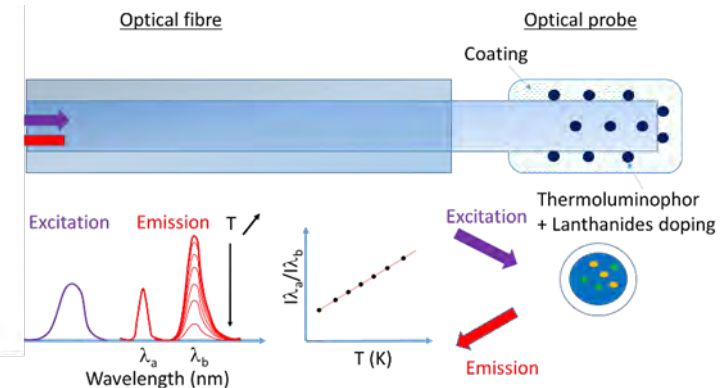 Optical fibre
Optical probe
Coating
Thermoluminophor
+ Lanthanides doping
Excitation
Emission
T
λa
λb
Wavelength (nm)
Iλa/Iλb
T (K)
Excitation
Emission